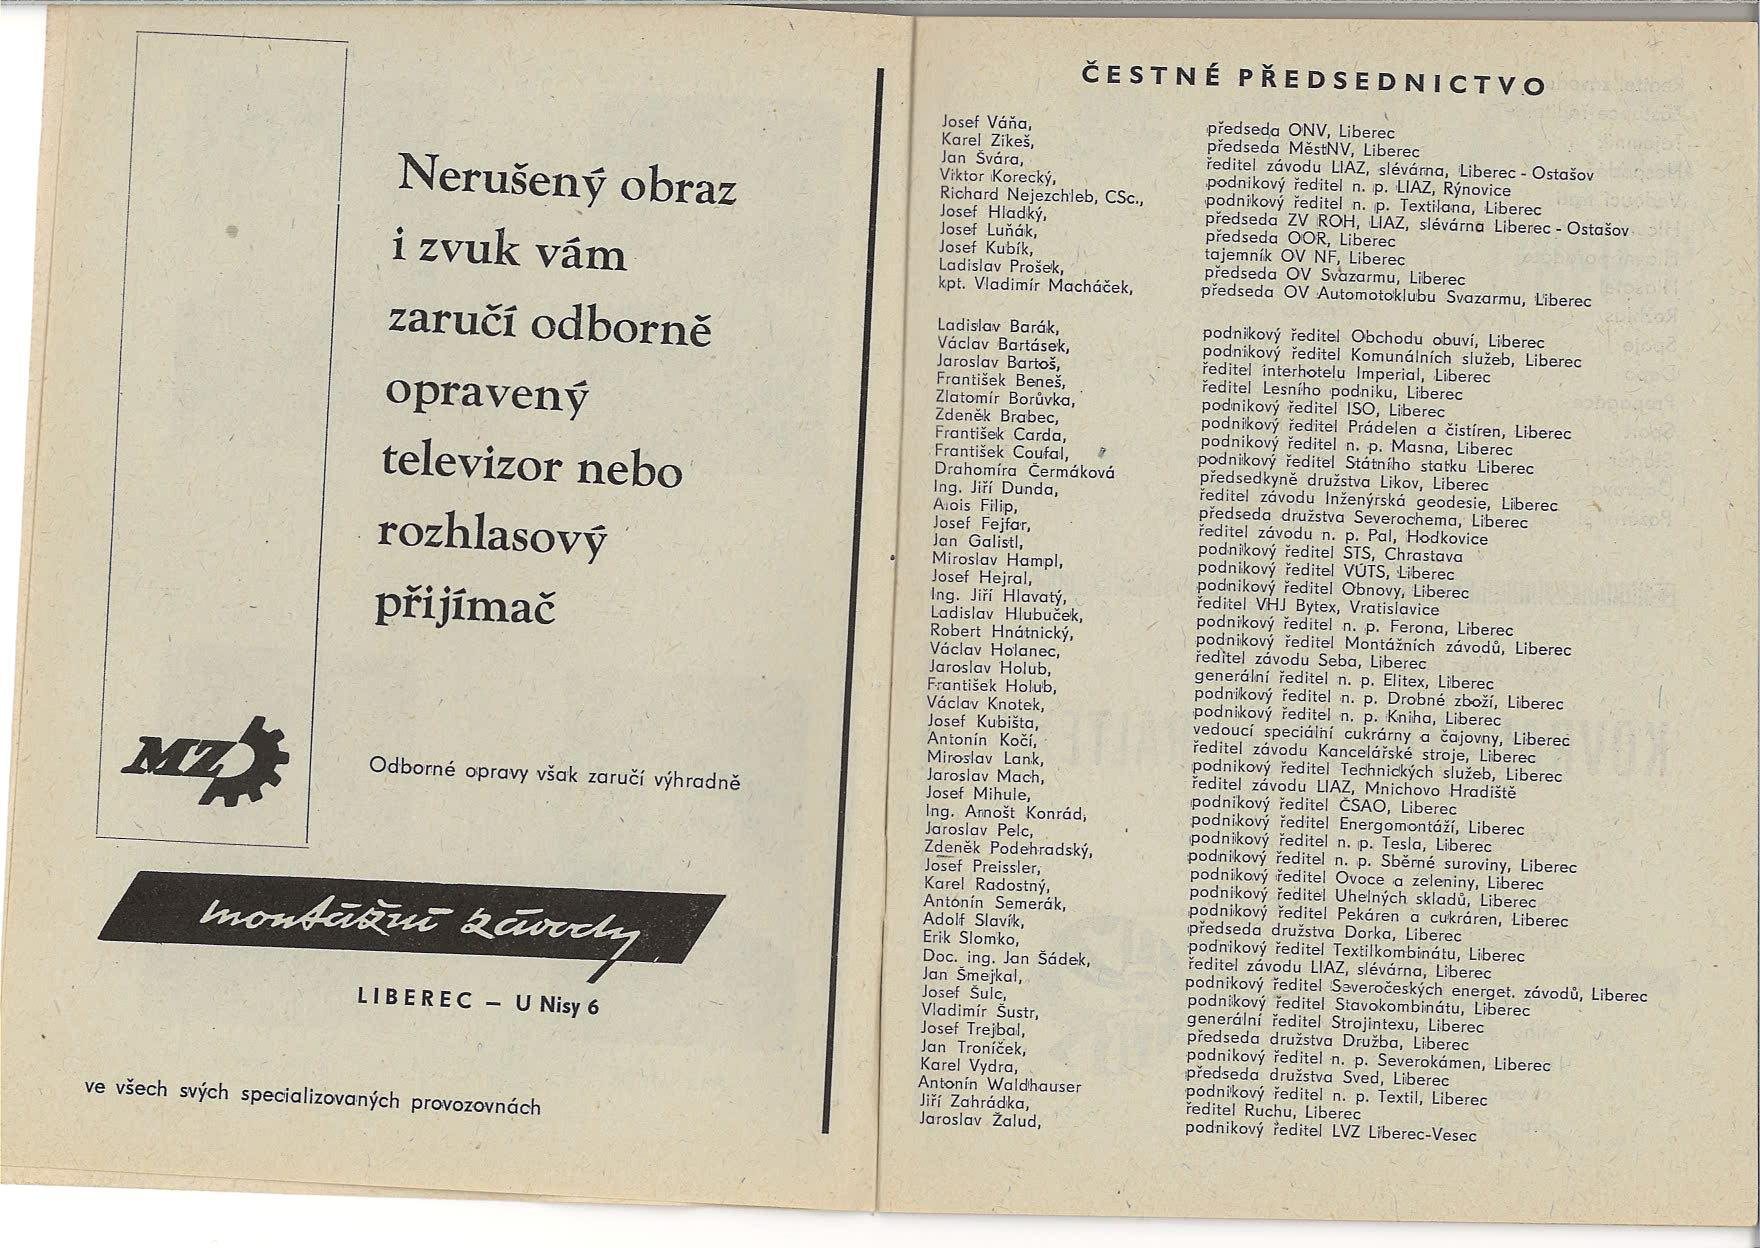 Nerušený obraz
i zvuk vám
zaručí odborně
opravený
televizor nebo
rozhlasový
přijímač
MZ
Odborné opravy však zaručí výhradně
montážní závody
LIBEREC — U Nisy 6
ve všech svých specializovaných provozovnách
ČESTNÉ PŘEDSEDNICTVO
Josef Váňa, předseda ONV, Liberec
Karel Zikeš, předseda MěstNV, Liberec
Jan Švára, ředitel závodu LIAZ, slévárna, Liberec - Ostašov
Viktor Korecký, podnikový ředitel n. p. LIAZ, Rýnovice
Richard Nejezchleb, CSc., podnikový ředitel n. p. Textilana, Liberec
Josef Hladký, předseda ZV ROH, LIAZ, slévárna Liberec - Ostašov
Josef Luňák, předseda OOR, Liberec
Josef Kubík, tajemník OV NF, Liberec
Ladislav Prošek, předseda OV Svazarmu, Liberec
kpt. Vladimír Macháček, předseda OV Automotoklubu Svazarmu, Liberec
Ladislav Barák, podnikový ředitel Obchodu obuví, Liberec
Václav Bartásek, podnikový ředitel Komunálních služeb, Liberec
Jaroslav Bartoš, ředitel interhotelu Imperial, Liberec
František Beneš, ředitel Lesního podniku, Liberec
Zlatomír Borůvka, podnikový ředitel ISO, Liberec
Zdeněk Brabec, podnikový ředitel Prádelen a čistíren, Liberec
František Carda, podnikový ředitel n. p. Masna, Liberec
František Coufal, podnikový ředitel Státního statku Liberec
Drahomíra Čermáková předsedkyně družstva Likov, Liberec
Ing. Jiří Dunda, ředitel závodu Inženýrská geodesie, Liberec
Alois Filip, předseda družstva Severochema, Liberec
Josef Fejfar, ředitel závodu n. p. Pal, Hodkovice
Jan Galistl, podnikový ředitel STS, Chrastava
Miroslav Hampl, podnikový ředitel VÚTS, Liberec
Josef Hejral, podnikový ředitel Obnovy, Liberec
Ing. Jiří Hlavatý, ředitel VHJ Bytex, Vratislavice
Ladislav Hlubuček, podnikový ředitel n. p. Ferona, Liberec
Robert Hnátnický, podnikový ředitel Montážních závodů, Liberec
Václav Holanec, ředitel závodu Seba, Liberec
Jaroslav Holub, generální ředitel n. p. Elitex, Liberec
František Holub, podnikový ředitel n. p. Drobné zboží, Liberec
Václav Knotek, podnikový ředitel n. p. Kniha, Liberec
Josef Kubišta, vedoucí speciální cukrárny a čajovny, Liberec
Antonín Kočí, ředitel závodu Kancelářské stroje, Liberec
Miroslav Lank, podnikový ředitel Technických služeb, Liberec
Jaroslav Mach, ředitel závodu LIAZ, Mnichovo Hradiště
Josef Mihule, podnikový ředitel ČSAO, Liberec
Ing. Arnošt Konrád, podnikový ředitel Energomontáží, Liberec
Jaroslav Pelc, podnikový ředitel n. p. Tesla, Liberec
Zdeněk Podehradský, podnikový ředitel n. p. Sběrné suroviny, Liberec
Josef Preissler, podnikový ředitel Ovoce a zeleniny, Liberec
Karel Radostný, podnikový ředitel Uhelných skladů, Liberec
Antonín Semerák, podnikový ředitel Pekáren a cukráren, Liberec
Adolf Slavík, předseda družstva Dorka, Liberec
Erik Slomko, podnikový ředitel Textilkombinátu, Liberec
Doc. ing. Jan Šádek, ředitel závodu LIAZ, slévárna, Liberec
Jan Šmejkal, podnikový ředitel Severočeských energet. závodů, Liberec
Josef Šulc, podnikový ředitel Stavokombinátu, Liberec
Vladimír Šustr, generální ředitel Strojintexu, Liberec
Josef Trejbal, předseda družstva Družba, Liberec
Jan Troníček, podnikový ředitel n. p. Severokámen, Liberec
Karel Vydra, předseda družstva Sved, Liberec
Antonín Waldhauser podnikový ředitel n. p. Textil, Liberec
Jiří Zahrádka, ředitel Ruchu, Liberec
Jaroslav Žalud, podnikový ředitel LVZ Liberec-Vesec